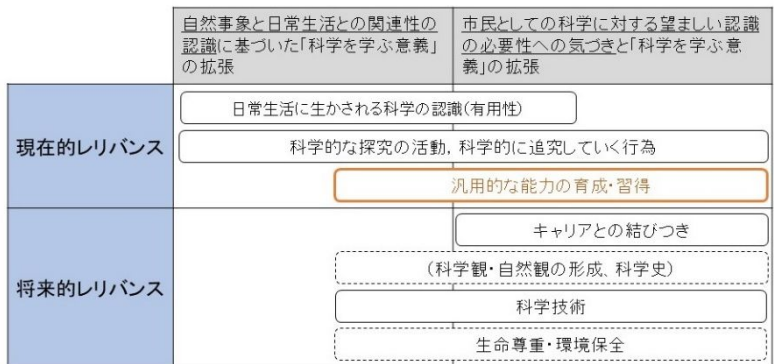 自然事象と日常生活との関連性の
認識に基づいた「科学を学ぶ意義」
の拡張
市民としての科学に対する望ましい認識
の必要性への気づきと「科学を学ぶ意
義」の拡張
現在的レリバンス
日常生活に生かされる科学の認識(有用性)
科学的な探究の活動，科学的に追究していく行為
汎用的な能力の育成・習得
将来的レリバンス
キャリアとの結びつき
(科学観・自然観の形成、科学史)
科学技術
生命尊重・環境保全